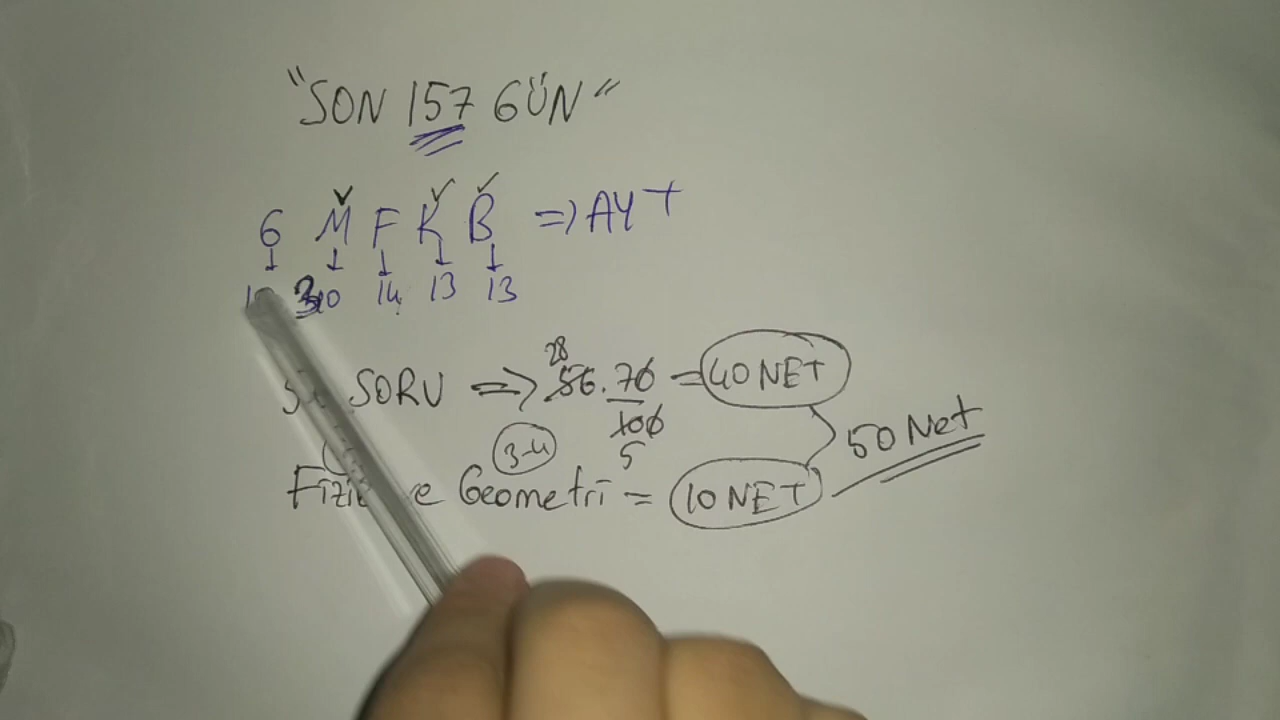 "SON 157 GÜN"
G M F K B => AYT
30 14 13 13
SORU => 56.70 = 40 NET
28
100
5
3-4
50 Net
Geometri = 10 NET